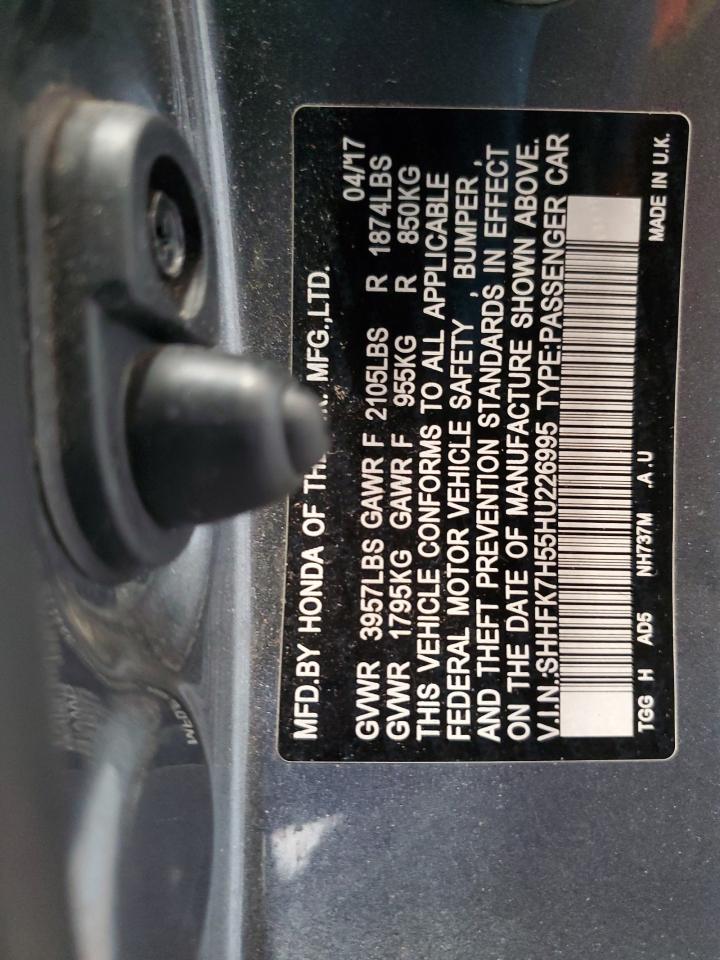 MFD.BY HONDA OF MFG.,LTD.
04/17
GVWR 3957LBS GAWR F 2105LBS R 1874LBS
GVWR 1795KG GAWR F 955KG R 850KG
THIS VEHICLE CONFORMS TO ALL APPLICABLE
FEDERAL MOTOR VEHICLE SAFETY , BUMPER ,
AND THEFT PREVENTION STANDARDS IN EFFECT
ON THE DATE OF MANUFACTURE SHOWN ABOVE.
V.I.N.:SHHFK7H55HU226995 TYPE:PASSENGER CAR
TGG H AD5 NH737M .A.U MADE IN U.K.